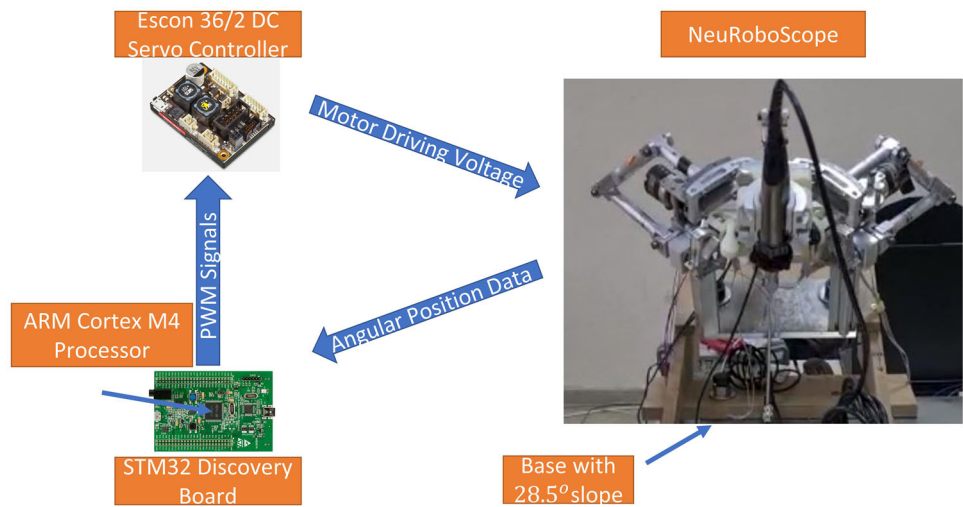 Escon 36/2 DC
Servo Controller
NeuRoboScope
Motor Driving Voltage
PWM Signals
Angular Position Data
ARM Cortex M4
Processor
STM32 Discovery
Board
Base with
28.5° slope